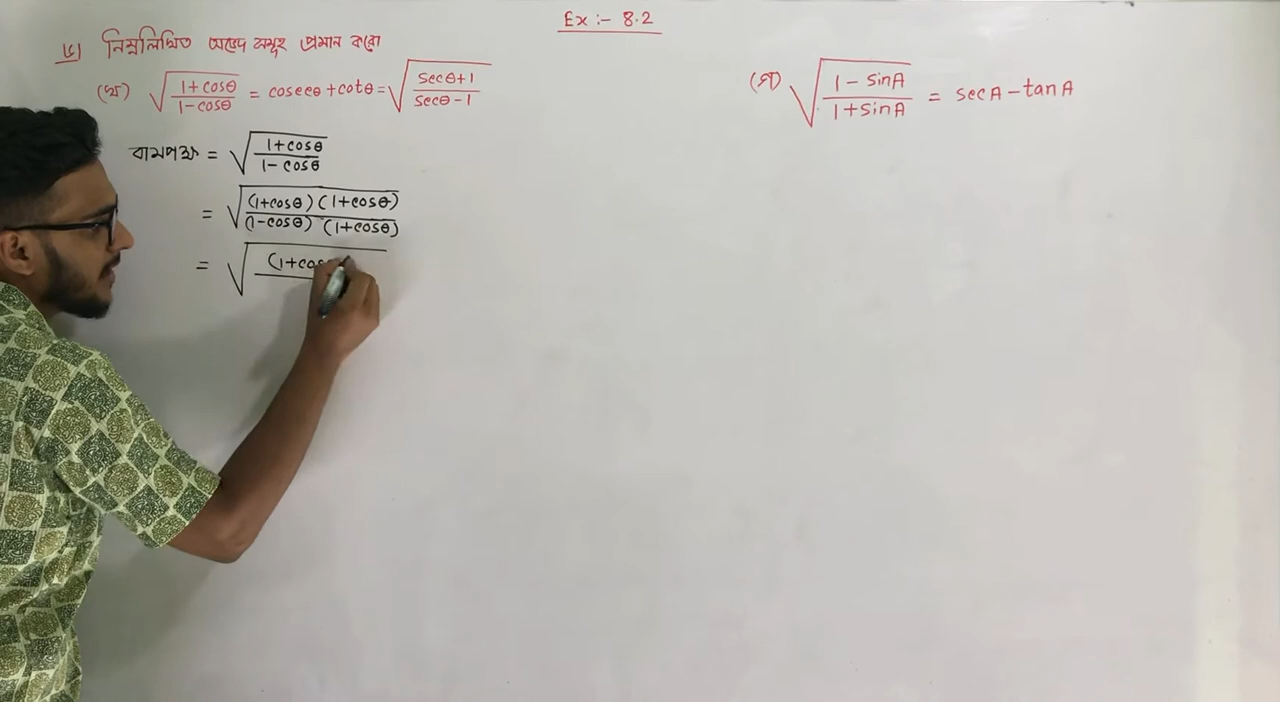 Ex :- 8.2
৬| নিম্নলিখিত অভেদ সমূহ প্রমান করো
(খ) √((1+cosθ)/(1-cosθ)) = cosecθ+cotθ = √((secθ+1)/(secθ-1))
বামপক্ষ = √((1+cosθ)/(1-cosθ))
= √((1+cosθ)(1+cosθ)/(1-cosθ)(1+cosθ))
= √((1+cos
√((1-sinA)/(1+sinA)) = secA-tanA